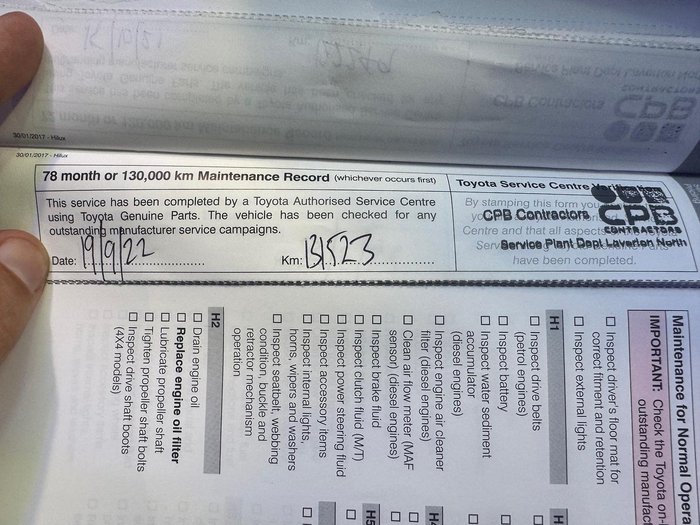 30/01/2017 - Hilux
30/01/2017 - Hilux
78 month or 130,000 km Maintenance Record (whichever occurs first)
This service has been completed by a Toyota Authorised Service Centre
using Toyota Genuine Parts. The vehicle has been checked for any
outstanding manufacturer service campaigns.
Date: 19/9/22
Km: 131523
Toyota Service Centre
By stamping this form you
CPB Contractors
CPB
CONTRACTORS
Centre and that all aspects
Service Plant Dept Laverton North
have been completed.
Maintenance for Normal Opera
IMPORTANT: Check the Toyota on-
outstanding manufac
☐ Inspect driver's floor mat for
correct fitment and retention
☐ Inspect external lights
H1
☐ Inspect drive belts
(petrol engines)
☐ Inspect battery
☐ Inspect water sediment
accumulator
(diesel engines)
☐ Inspect engine air cleaner
filter (diesel engines)
☐ Clean air flow meter (MAF
sensor) (diesel engines)
☐ Inspect brake fluid
☐ Inspect clutch fluid (M/T)
☐ Inspect power steering fluid
☐ Inspect accessory items
☐ Inspect internal lights,
horns, wipers and washers
☐ Inspect seatbelt, webbing
condition, buckle and
retractor mechanism
operation
H2
☐ Drain engine oil
☐ Replace engine oil filter
☐ Lubricate propeller shaft
☐ Tighten propeller shaft bolts
☐ Inspect drive shaft boots
(4X4 models)